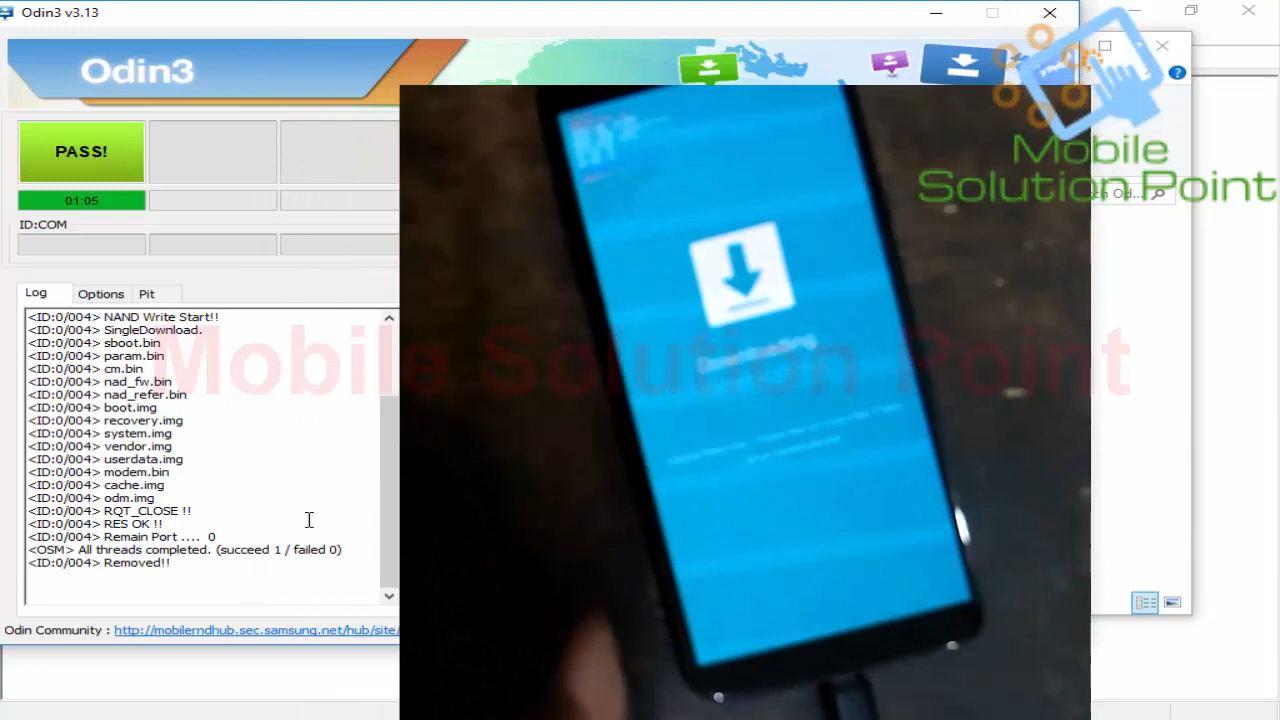 Odin3 v3.13
Odin3
PASS!
01:05
ID:COM
Log
Options
Pit
<ID:0/004> NAND Write Start!!
<ID:0/004> SingleDownload.
<ID:0/004> sboot.bin
<ID:0/004> param.bin
<ID:0/004> cm.bin
<ID:0/004> nad_fw.bin
<ID:0/004> nad_refer.bin
<ID:0/004> boot.img
<ID:0/004> recovery.img
<ID:0/004> system.img
<ID:0/004> vendor.img
<ID:0/004> userdata.img
<ID:0/004> modem.bin
<ID:0/004> cache.img
<ID:0/004> odm.img
<ID:0/004> RQT_CLOSE !!
<ID:0/004> RES OK !!
<ID:0/004> Remain Port .... 0
<OSM> All threads completed. (succeed 1 / failed 0)
<ID:0/004> Removed!!
Odin Community : http://mobilerndhub.sec.samsung.net/hub/site/
Mobile
Solution Point
Od...
Mobile Solution Point